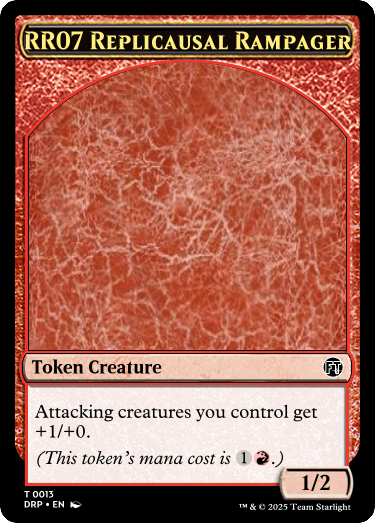 RR07 Replicausal Rampager
Token Creature
FT
Attacking creatures you control get
+1/+0.
(This token's mana cost is 1 .)
1/2
T 0013
DRP • EN
™ & © 2025 Team Starlight